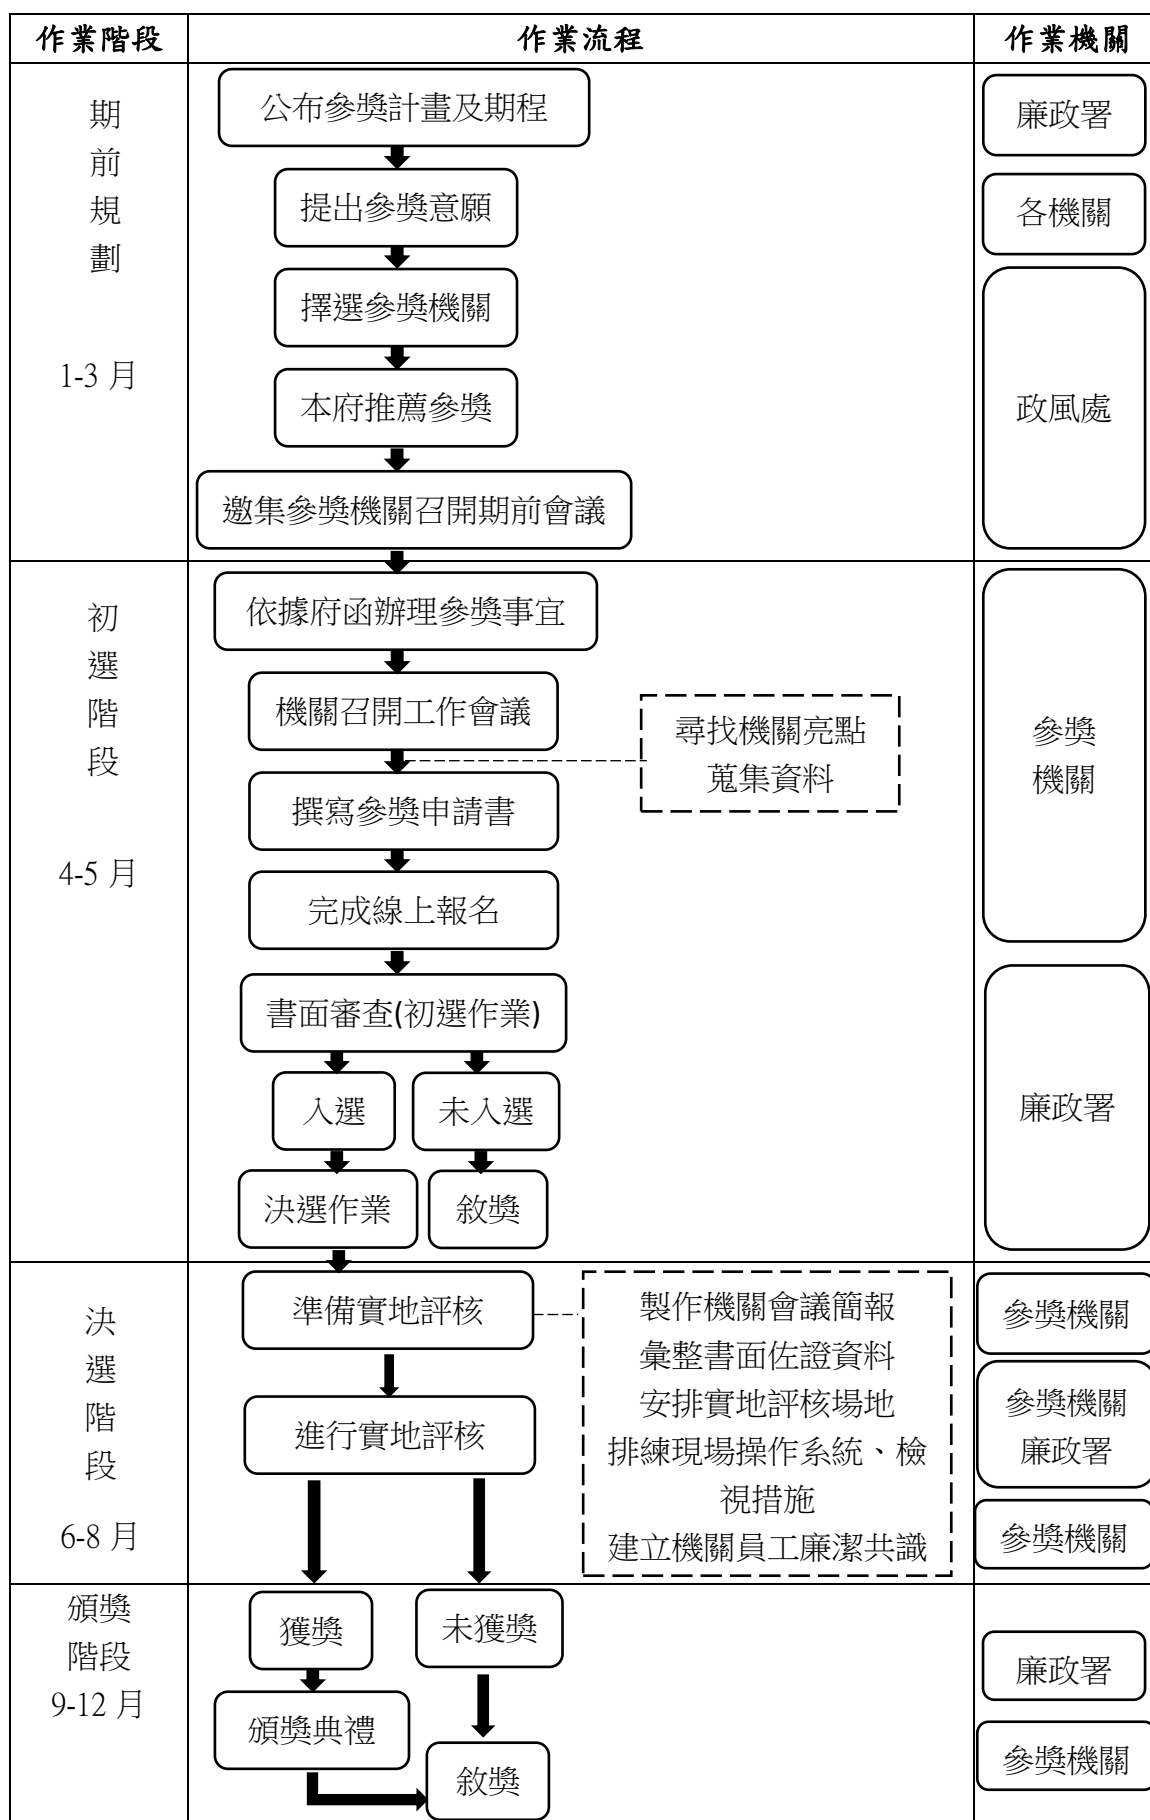 作業階段
作業流程
作業機關
期
前
規
劃
1-3 月
公布參獎計畫及期程
提出參獎意願
擇選參獎機關
本府推薦參獎
邀集參獎機關召開期前會議
廉政署
各機關
政風處
初
選
階
段
4-5 月
依據府函辦理參獎事宜
機關召開工作會議
尋找機關亮點
蒐集資料
撰寫參獎申請書
完成線上報名
書面審查(初選作業)
入選
未入選
決選作業
敘獎
參獎
機關
廉政署
決
選
階
段
6-8 月
準備實地評核
進行實地評核
製作機關會議簡報
彙整書面佐證資料
安排實地評核場地
排練現場操作系統、檢
視措施
建立機關員工廉潔共識
參獎機關
參獎機關
廉政署
參獎機關
頒獎
階段
9-12 月
獲獎
未獲獎
頒獎典禮
敘獎
廉政署
參獎機關